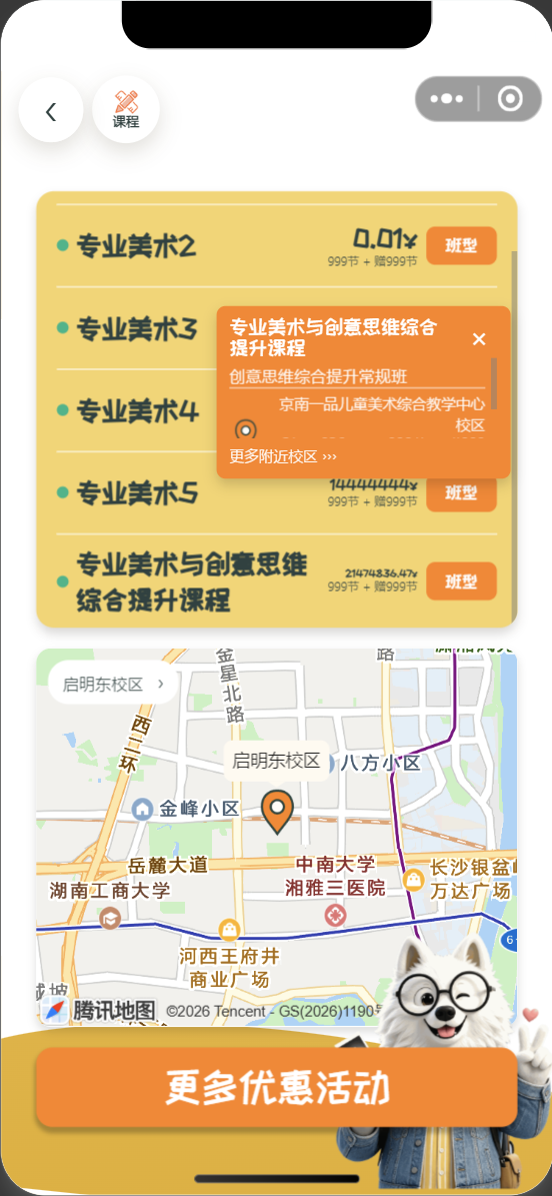 课程
专业美术2
0.01¥
999节 + 赠999节
班型
专业美术3
专业美术与创意思维综合
提升课程
创意思维综合提升常规班
京南一品儿童美术综合教学中心
校区
更多附近校区 ›››
专业美术4
专业美术5
14444444¥
999节 + 赠999节
班型
专业美术与创意思维
综合提升课程
21474836.47¥
999节 + 赠999节
班型
启明东校区 ›
金星北路
路
西二环
启明东校区
八方小区
金峰小区
岳麓大道
中南大学
湘雅三医院
长沙银盆
万达广场
湖南工商大学
6
河西王府井
商业广场
城坡
腾讯地图
©2026 Tencent - GS(2026)1190号
更多优惠活动